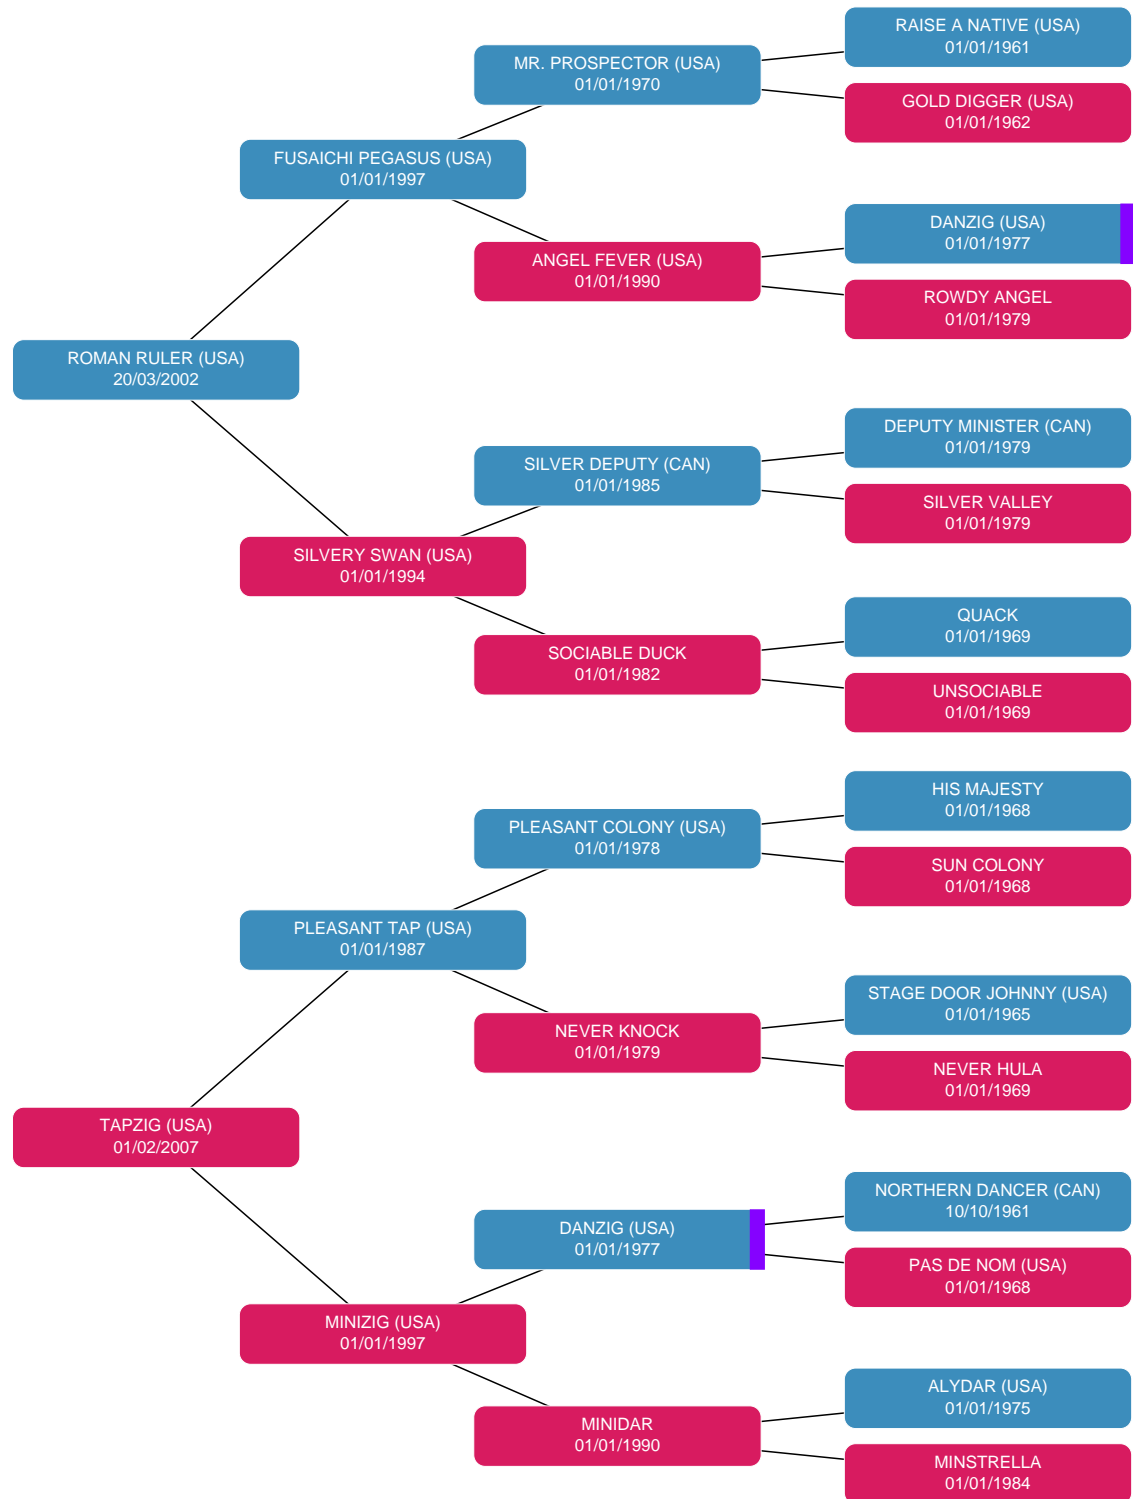 RAISE A NATIVE (USA)
01/01/1961
MR. PROSPECTOR (USA)
01/01/1970
GOLD DIGGER (USA)
01/01/1962
FUSAICHI PEGASUS (USA)
01/01/1997
DANZIG (USA)
01/01/1977
ANGEL FEVER (USA)
01/01/1990
ROWDY ANGEL
01/01/1979
ROMAN RULER (USA)
20/03/2002
DEPUTY MINISTER (CAN)
01/01/1979
SILVER DEPUTY (CAN)
01/01/1985
SILVER VALLEY
01/01/1979
SILVERY SWAN (USA)
01/01/1994
QUACK
01/01/1969
SOCIABLE DUCK
01/01/1982
UNSOCIABLE
01/01/1969
HIS MAJESTY
01/01/1968
PLEASANT COLONY (USA)
01/01/1978
SUN COLONY
01/01/1968
PLEASANT TAP (USA)
01/01/1987
STAGE DOOR JOHNNY (USA)
01/01/1965
NEVER KNOCK
01/01/1979
NEVER HULA
01/01/1969
TAPZIG (USA)
01/02/2007
NORTHERN DANCER (CAN)
10/10/1961
DANZIG (USA)
01/01/1977
PAS DE NOM (USA)
01/01/1968
MINIZIG (USA)
01/01/1997
ALYDAR (USA)
01/01/1975
MINIDAR
01/01/1990
MINSTRELLA
01/01/1984